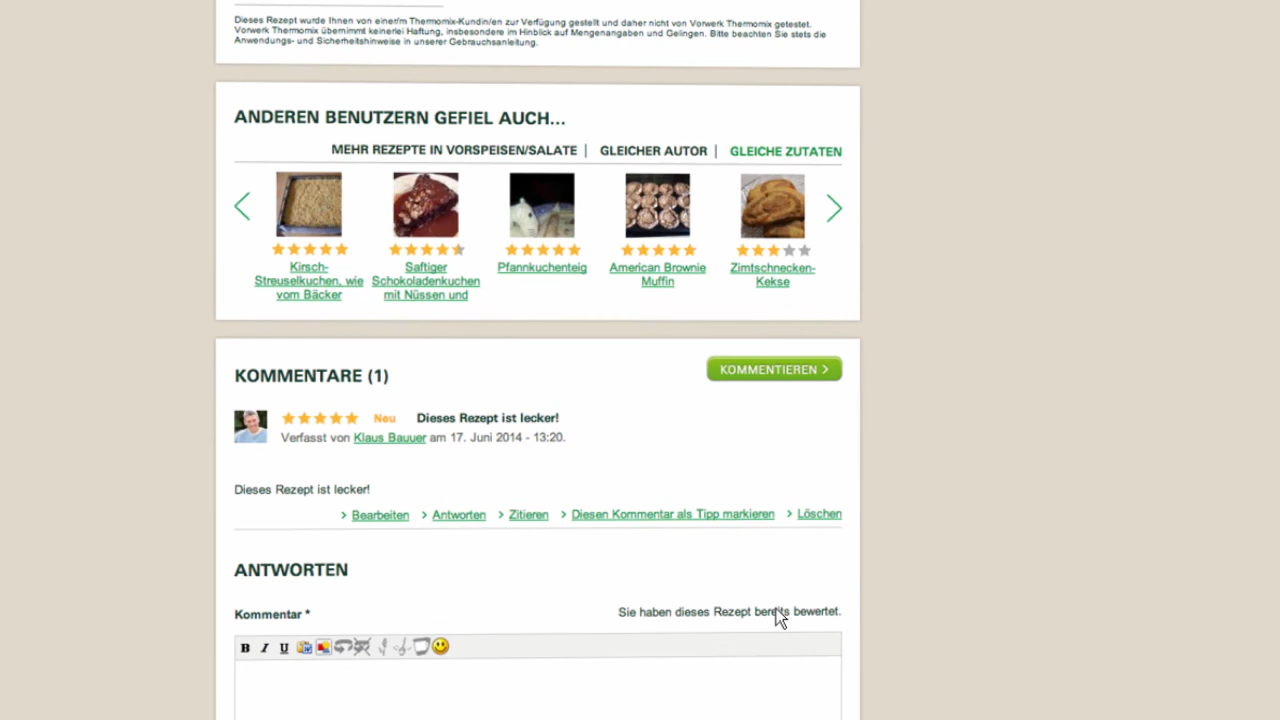 Dieses Rezept wurde Ihnen von einer/m Thermomix-Kundin/en zur Verfügung gestellt und daher nicht von Vorwerk Thermomix getestet.
Vorwerk Thermomix übernimmt keinerlei Haftung, insbesondere im Hinblick auf Mengenangaben und Gelingen. Bitte beachten Sie stets die
Anwendungs- und Sicherheitshinweise in unserer Gebrauchsanleitung.
ANDEREN BENUTZERN GEFIEL AUCH...
MEHR REZEPTE IN VORSPEISEN/SALATE | GLEICHER AUTOR | GLEICHE ZUTATEN
Kirsch-
Streuselkuchen, wie
vom Bäcker
Saftiger
Schokoladenkuchen
mit Nüssen und
Pfannkuchenteig
American Brownie
Muffin
Zimtschnecken-
Kekse
KOMMENTARE (1)
KOMMENTIEREN >
Neu Dieses Rezept ist lecker!
Verfasst von Klaus Bauuer am 17. Juni 2014 - 13:20.
Dieses Rezept ist lecker!
> Bearbeiten > Antworten > Zitieren > Diesen Kommentar als Tipp markieren > Löschen
ANTWORTEN
Kommentar * Sie haben dieses Rezept bereits bewertet.
B I U